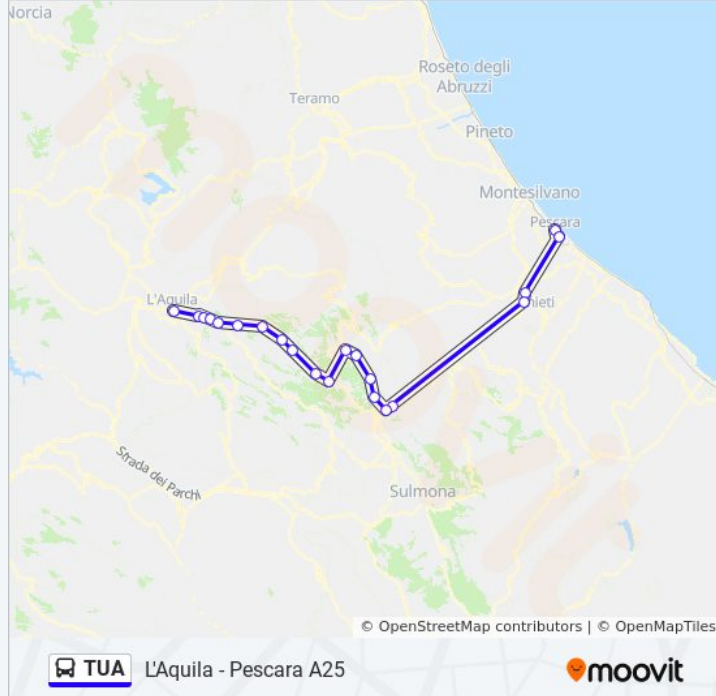 Norcia
Roseto degli
Abruzzi
Teramo
Pineto
Montesilvano
Pescara
L'Aquila
hieti
Strada dei Parchi
Sulmona
© OpenStreetMap contributors | © OpenMapTiles
TUA L'Aquila - Pescara A25
moovit